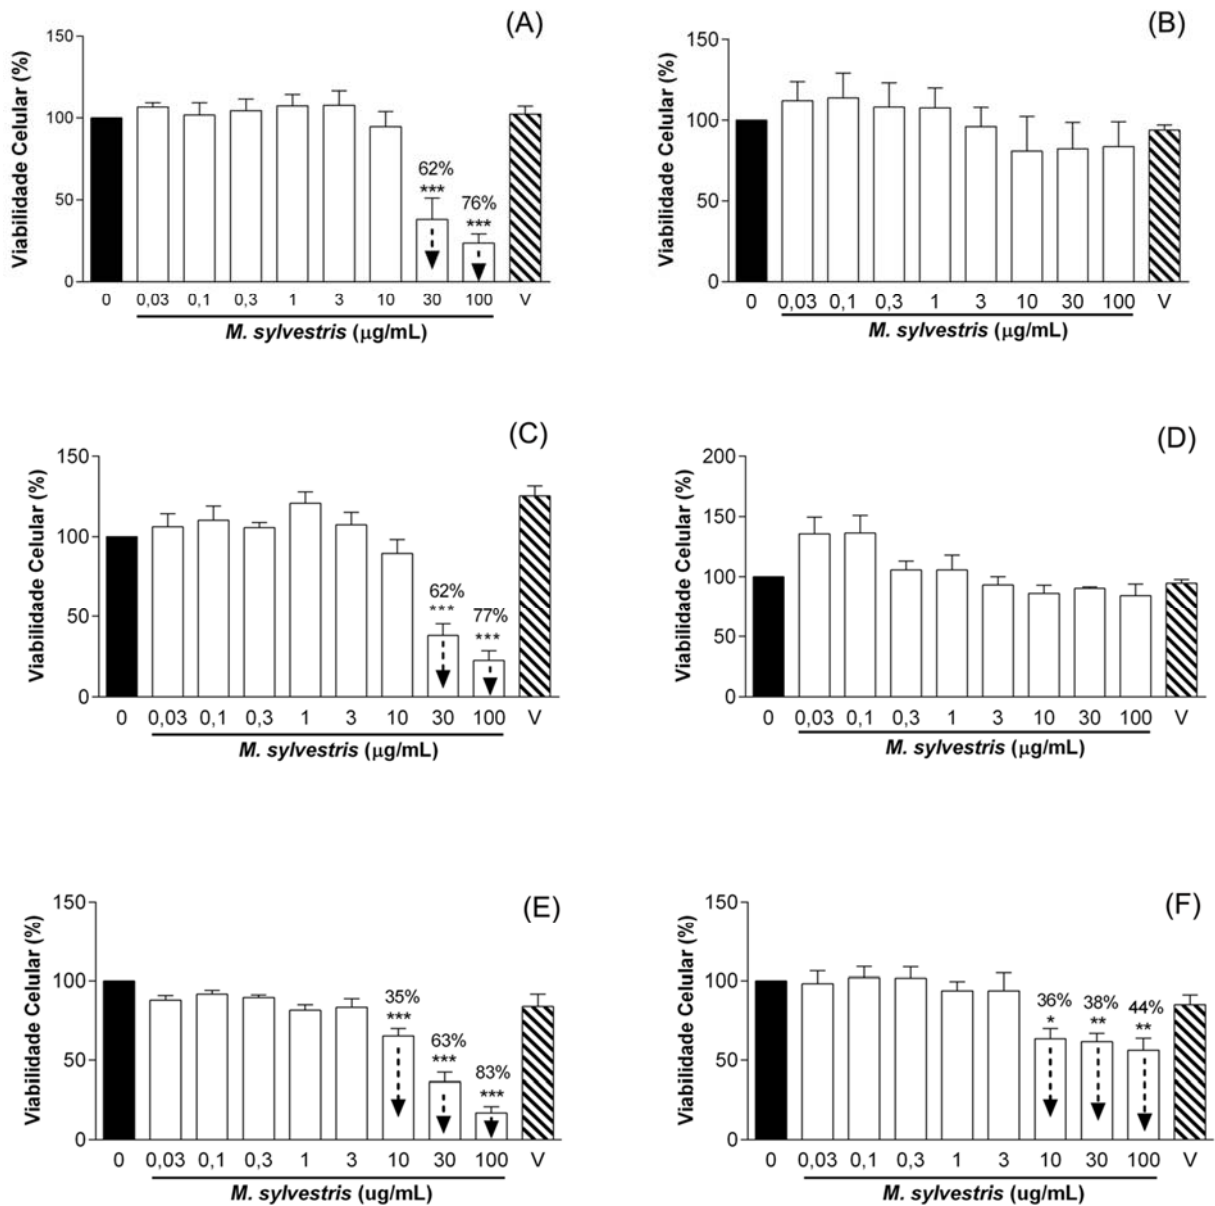 (A)
Viabilidade Celular (%)
150
100
50
0
62%
***
76%
***
0 0,03 0,1 0,3 1 3 10 30 100 V
M. sylvestris (µg/mL)
(B)
Viabilidade Celular (%)
150
100
50
0
0 0,03 0,1 0,3 1 3 10 30 100 V
M. sylvestris (µg/mL)
(C)
Viabilidade Celular (%)
150
100
50
0
62%
***
77%
***
0 0,03 0,1 0,3 1 3 10 30 100 V
M. sylvestris (µg/mL)
(D)
Viabilidade Celular (%)
200
150
100
50
0
0 0,03 0,1 0,3 1 3 10 30 100 V
M. sylvestris (µg/mL)
(E)
Viabilidade Celular (%)
150
100
50
0
35%
***
63%
***
83%
***
0 0,03 0,1 0,3 1 3 10 30 100 V
M. sylvestris (ug/mL)
(F)
Viabilidade Celular (%)
150
100
50
0
36%
*
38%
**
44%
**
0 0,03 0,1 0,3 1 3 10 30 100 V
M. sylvestris (ug/mL)